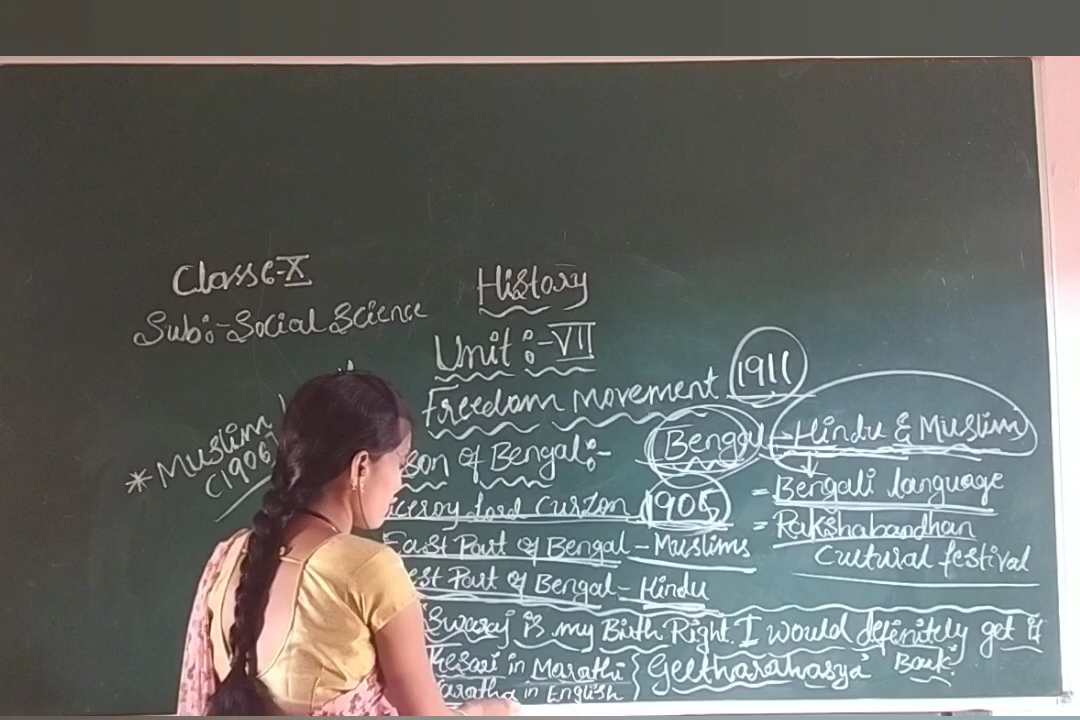 Class:-X
Sub:-Social Science
History
Unit:-VII
Freedom movement 1911
* Muslim
(1906)
of Bengal:-
Bengal-Hindu & Muslims
Lord Curzon 1905
= Bengali language
East Part of Bengal-Muslims
= Rakshabandhan
Cultural festival
Part of Bengal-Hindu
Swaraj is my Birth Right. I would definitely get it
Kesari in Marathi { Geetharahasya Book
Maratha in English